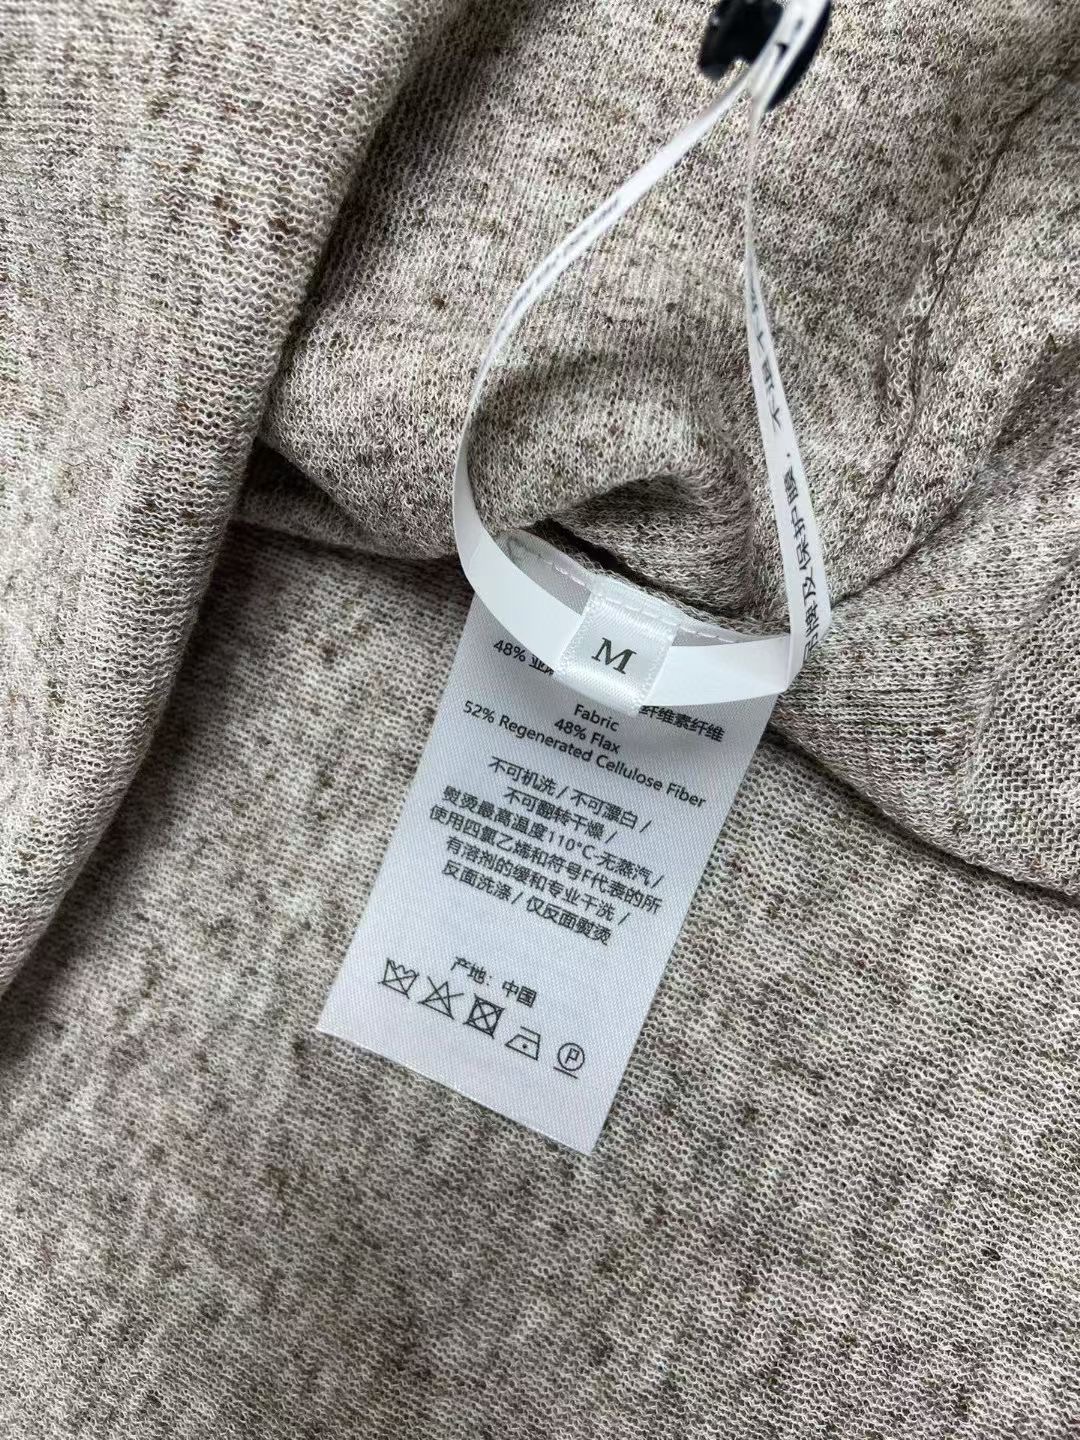 M
48% 亚麻
纤维素纤维
Fabric
48% Flax
52% Regenerated Cellulose Fiber
不可机洗 / 不可漂白 /
不可翻转干燥 /
熨烫最高温度110°C-无蒸汽 /
使用四氯乙烯和符号F代表的所
有溶剂的缓和专业干洗 /
反面洗涤 / 仅反面熨烫
产地：中国
P